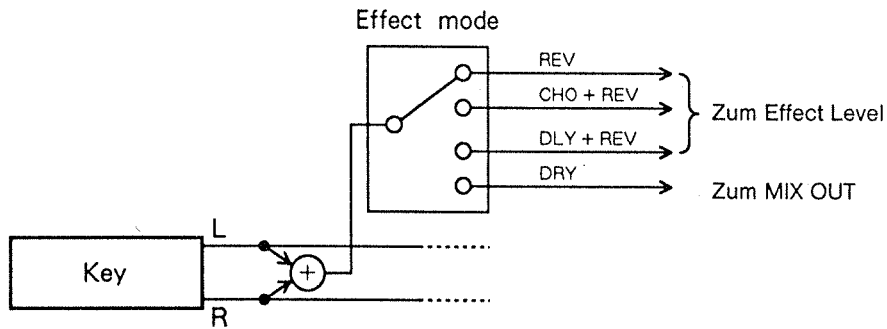 Effect mode
REV
CHO + REV
Zum Effect Level
DLY + REV
DRY
Zum MIX OUT
L
Key
+
R